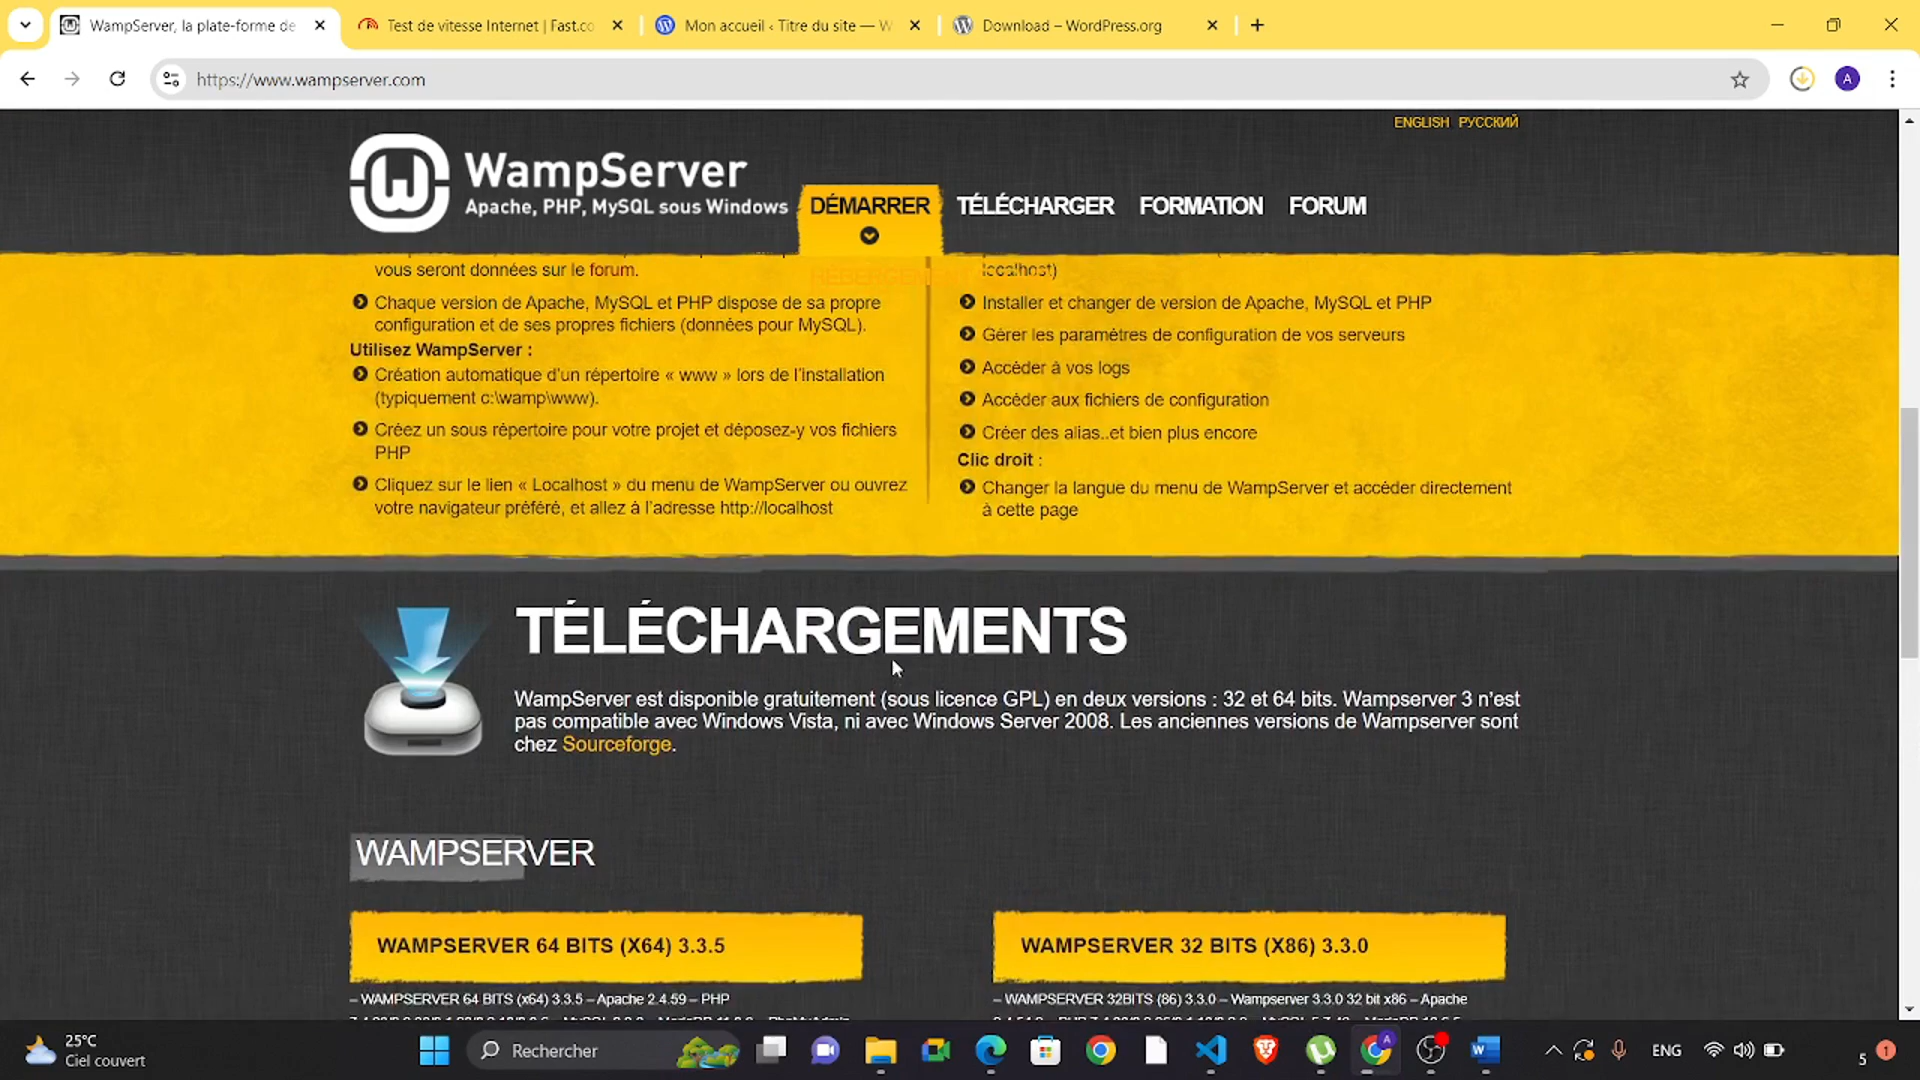 WampServer, la plate-forme de
Test de vitesse Internet | Fast.co
Mon accueil ‹ Titre du site — W
Download – WordPress.org
https://www.wampserver.com
A
ENGLISH РУССКИЙ
WampServer
Apache, PHP, MySQL sous Windows
DÉMARRER
TÉLÉCHARGER
FORMATION
FORUM
vous seront données sur le forum.
Chaque version de Apache, MySQL et PHP dispose de sa propre
configuration et de ses propres fichiers (données pour MySQL).
Utilisez WampServer :
Création automatique d'un répertoire « www » lors de l'installation
(typiquement c:\wamp\www).
Créez un sous répertoire pour votre projet et déposez-y vos fichiers
PHP
Cliquez sur le lien « Localhost » du menu de WampServer ou ouvrez
votre navigateur préféré, et allez à l'adresse http://localhost
localhost)
Installer et changer de version de Apache, MySQL et PHP
Gérer les paramètres de configuration de vos serveurs
Accéder à vos logs
Accéder aux fichiers de configuration
Créer des alias..et bien plus encore
Clic droit :
Changer la langue du menu de WampServer et accéder directement
à cette page
TÉLÉCHARGEMENTS
WampServer est disponible gratuitement (sous licence GPL) en deux versions : 32 et 64 bits. Wampserver 3 n'est
pas compatible avec Windows Vista, ni avec Windows Server 2008. Les anciennes versions de Wampserver sont
chez Sourceforge.
WAMPSERVER
WAMPSERVER 64 BITS (X64) 3.3.5
– WAMPSERVER 64 BITS (x64) 3.3.5 – Apache 2.4.59 – PHP
WAMPSERVER 32 BITS (X86) 3.3.0
– WAMPSERVER 32BITS (86) 3.3.0 – Wampserver 3.3.0 32 bit x86 – Apache
25°C
Ciel couvert
Rechercher
A
ENG
5
1